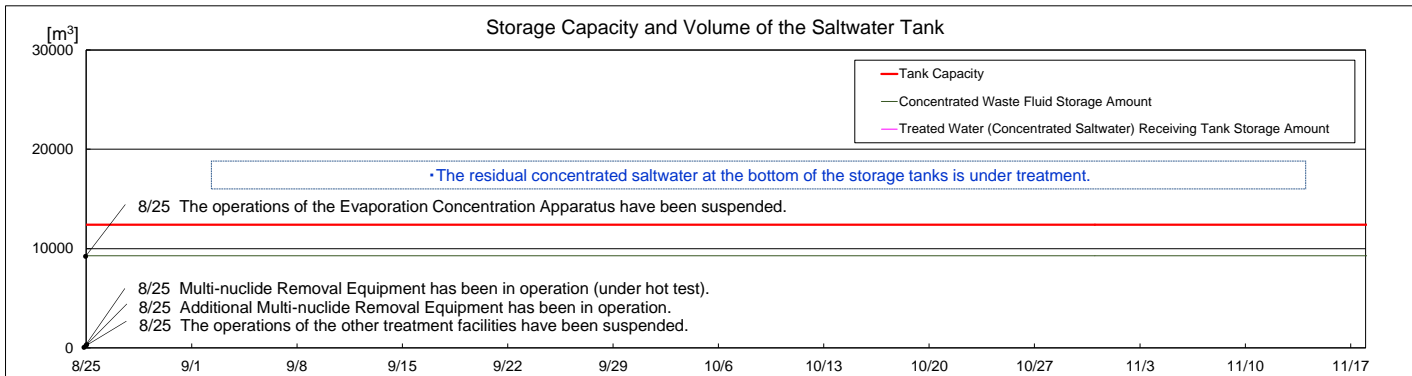 Storage Capacity and Volume of the Saltwater Tank
[m³]
30000
Tank Capacity
Concentrated Waste Fluid Storage Amount
Treated Water (Concentrated Saltwater) Receiving Tank Storage Amount
20000
・The residual concentrated saltwater at the bottom of the storage tanks is under treatment.
8/25 The operations of the Evaporation Concentration Apparatus have been suspended.
10000
8/25 Multi-nuclide Removal Equipment has been in operation (under hot test).
8/25 Additional Multi-nuclide Removal Equipment has been in operation.
8/25 The operations of the other treatment facilities have been suspended.
0
8/25 9/1 9/8 9/15 9/22 9/29 10/6 10/13 10/20 10/27 11/3 11/10 11/17